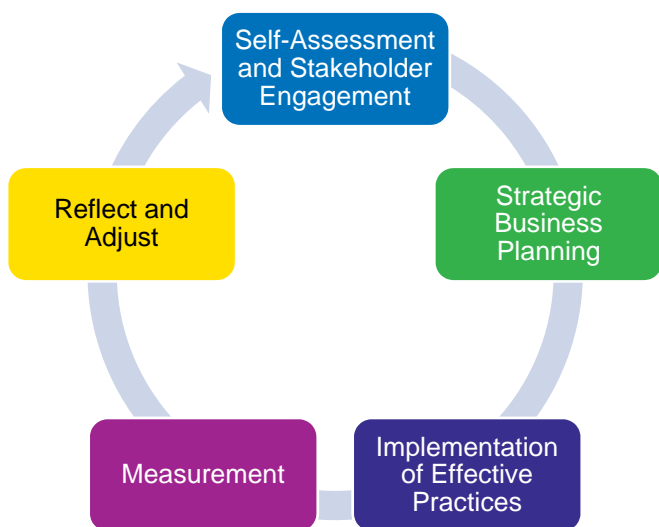 Self-Assessment
and Stakeholder
Engagement
Strategic
Business
Planning
Implementation
of Effective
Practices
Measurement
Reflect and
Adjust